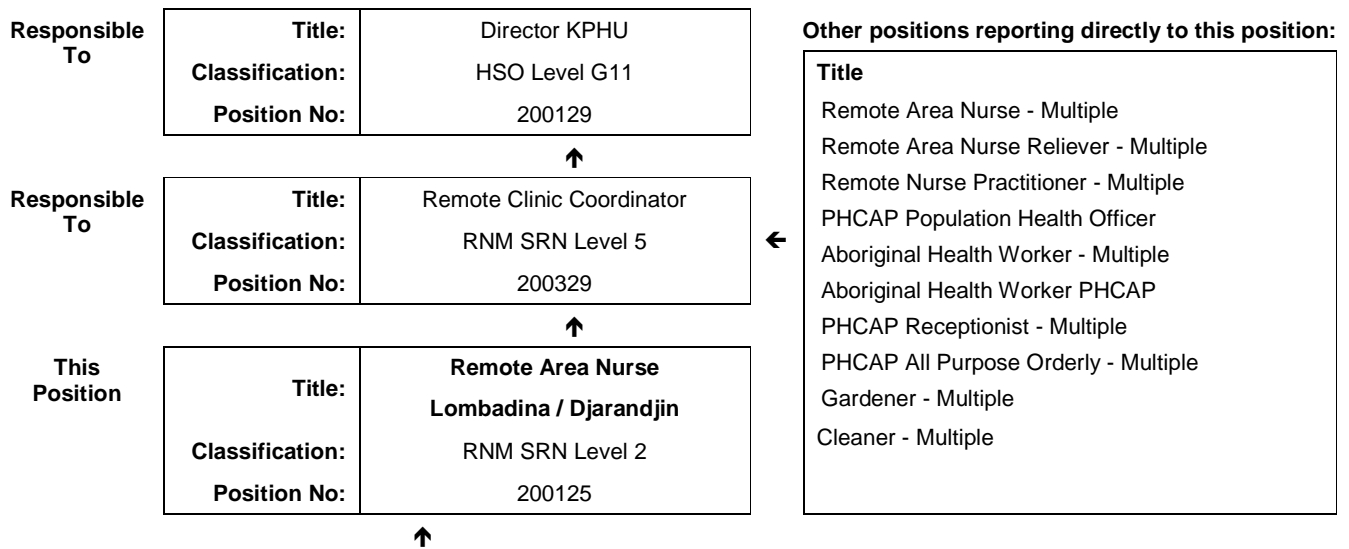 Responsible To
Title: Director KPHU
Classification: HSO Level G11
Position No: 200129
↑
Responsible To
Title: Remote Clinic Coordinator
Classification: RNM SRN Level 5
Position No: 200329
←
↑
This Position
Title: Remote Area Nurse
Lombadina / Djarandjin
Classification: RNM SRN Level 2
Position No: 200125
↑
Other positions reporting directly to this position:
Title
Remote Area Nurse - Multiple
Remote Area Nurse Reliever - Multiple
Remote Nurse Practitioner - Multiple
PHCAP Population Health Officer
Aboriginal Health Worker - Multiple
Aboriginal Health Worker PHCAP
PHCAP Receptionist - Multiple
PHCAP All Purpose Orderly - Multiple
Gardener - Multiple
Cleaner - Multiple